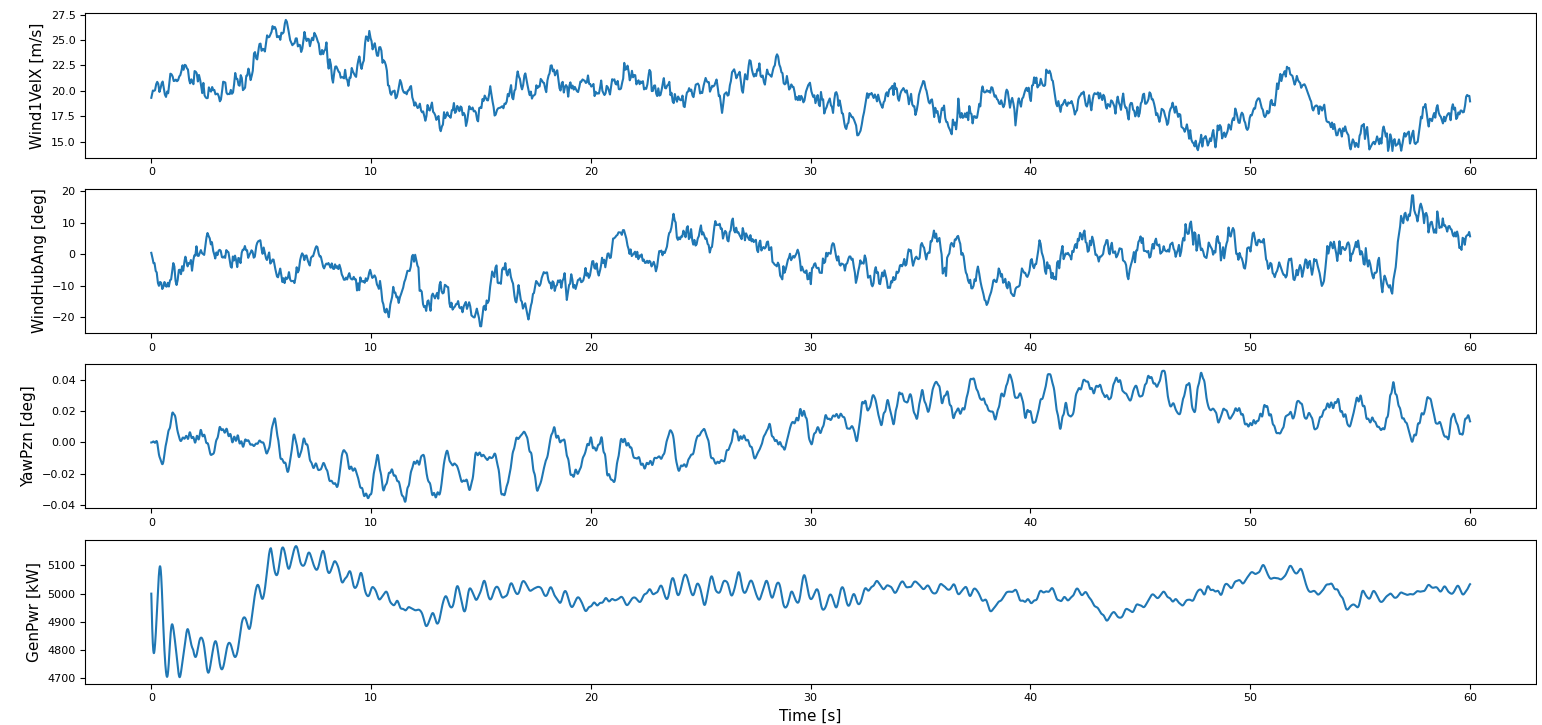 Wind1VelX [m/s]
27.5
25.0
22.5
20.0
17.5
15.0
0 10 20 30 40 50 60
WindHubAng [deg]
20
10
0
−10
−20
0 10 20 30 40 50 60
YawPzn [deg]
0.04
0.02
0.00
−0.02
−0.04
0 10 20 30 40 50 60
GenPwr [kW]
5100
5000
4900
4800
4700
0 10 20 30 40 50 60
Time [s]